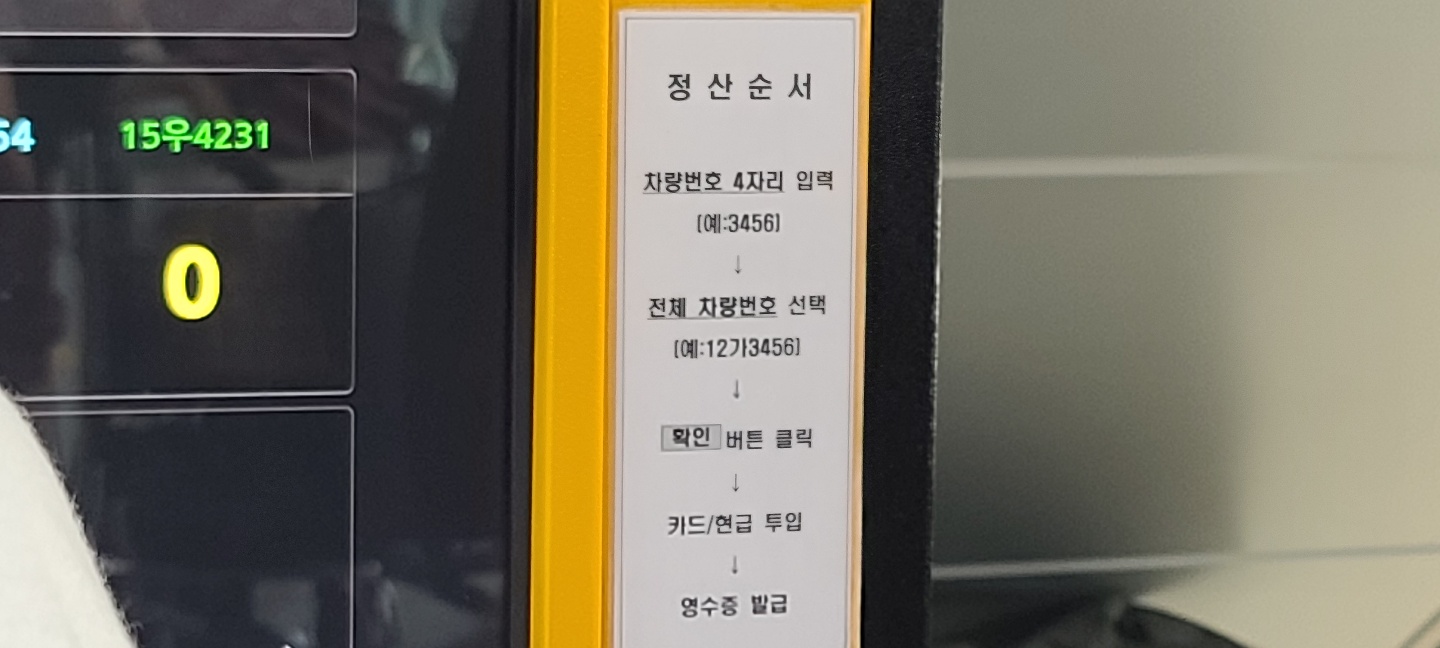 54
15우4231
0
정산순서
차량번호 4자리 입력
(예:3456)
↓
전체 차량번호 선택
(예:12가3456)
↓
확인 버튼 클릭
↓
카드/현금 투입
↓
영수증 발급